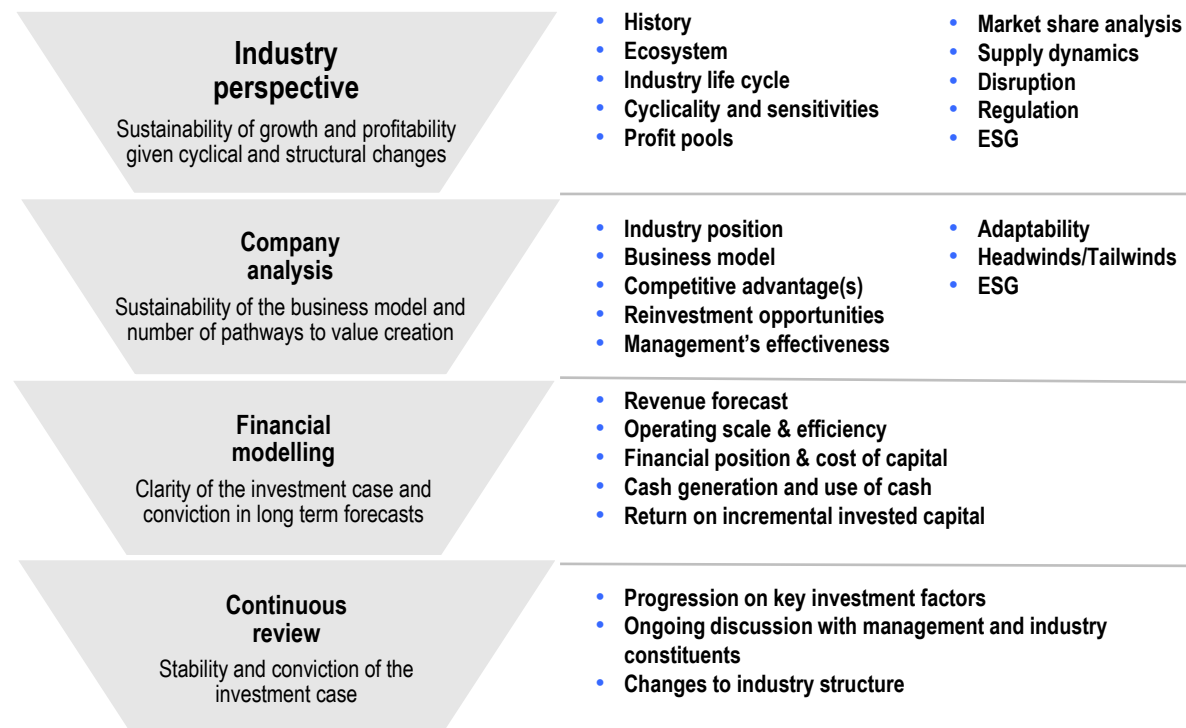 Industry
perspective
Sustainability of growth and profitability
given cyclical and structural changes
• History
• Ecosystem
• Industry life cycle
• Cyclicality and sensitivities
• Profit pools
• Market share analysis
• Supply dynamics
• Disruption
• Regulation
• ESG
Company
analysis
Sustainability of the business model and
number of pathways to value creation
• Industry position
• Business model
• Competitive advantage(s)
• Reinvestment opportunities
• Management’s effectiveness
• Adaptability
• Headwinds/Tailwinds
• ESG
Financial
modelling
Clarity of the investment case and
conviction in long term forecasts
• Revenue forecast
• Operating scale & efficiency
• Financial position & cost of capital
• Cash generation and use of cash
• Return on incremental invested capital
Continuous
review
Stability and conviction of the
investment case
• Progression on key investment factors
• Ongoing discussion with management and industry
constituents
• Changes to industry structure